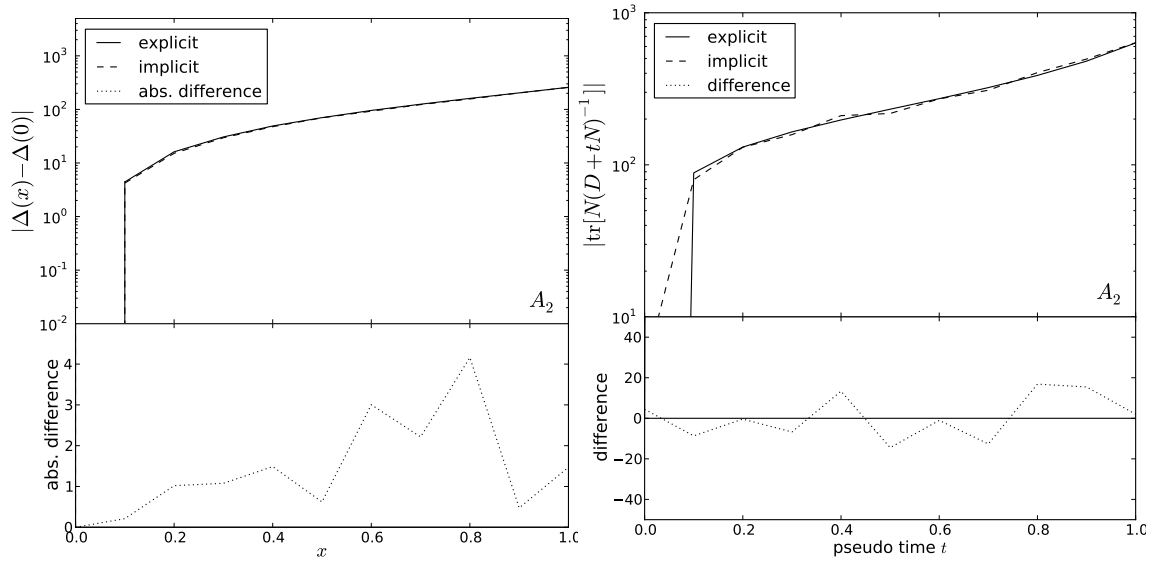 explicit
implicit
abs. difference
|Δ(x)−Δ(0)|
10³
10²
10¹
10⁰
10⁻¹
10⁻²
A₂
abs. difference
4
3
2
1
0
0.0 0.2 0.4 0.6 0.8 1.0
x
explicit
implicit
difference
|tr[N(D+tN)⁻¹]|
10³
10²
10¹
A₂
difference
40
20
0
−20
−40
0.0 0.2 0.4 0.6 0.8 1.0
pseudo time t